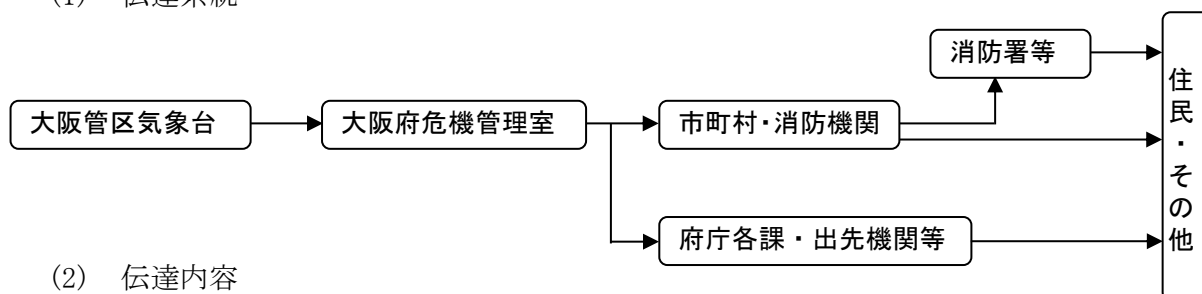 (1) 伝達系統
消防署等
大阪管区気象台
大阪府危機管理室
市町村・消防機関
住民・その他
府庁各課・出先機関等
(2) 伝達内容